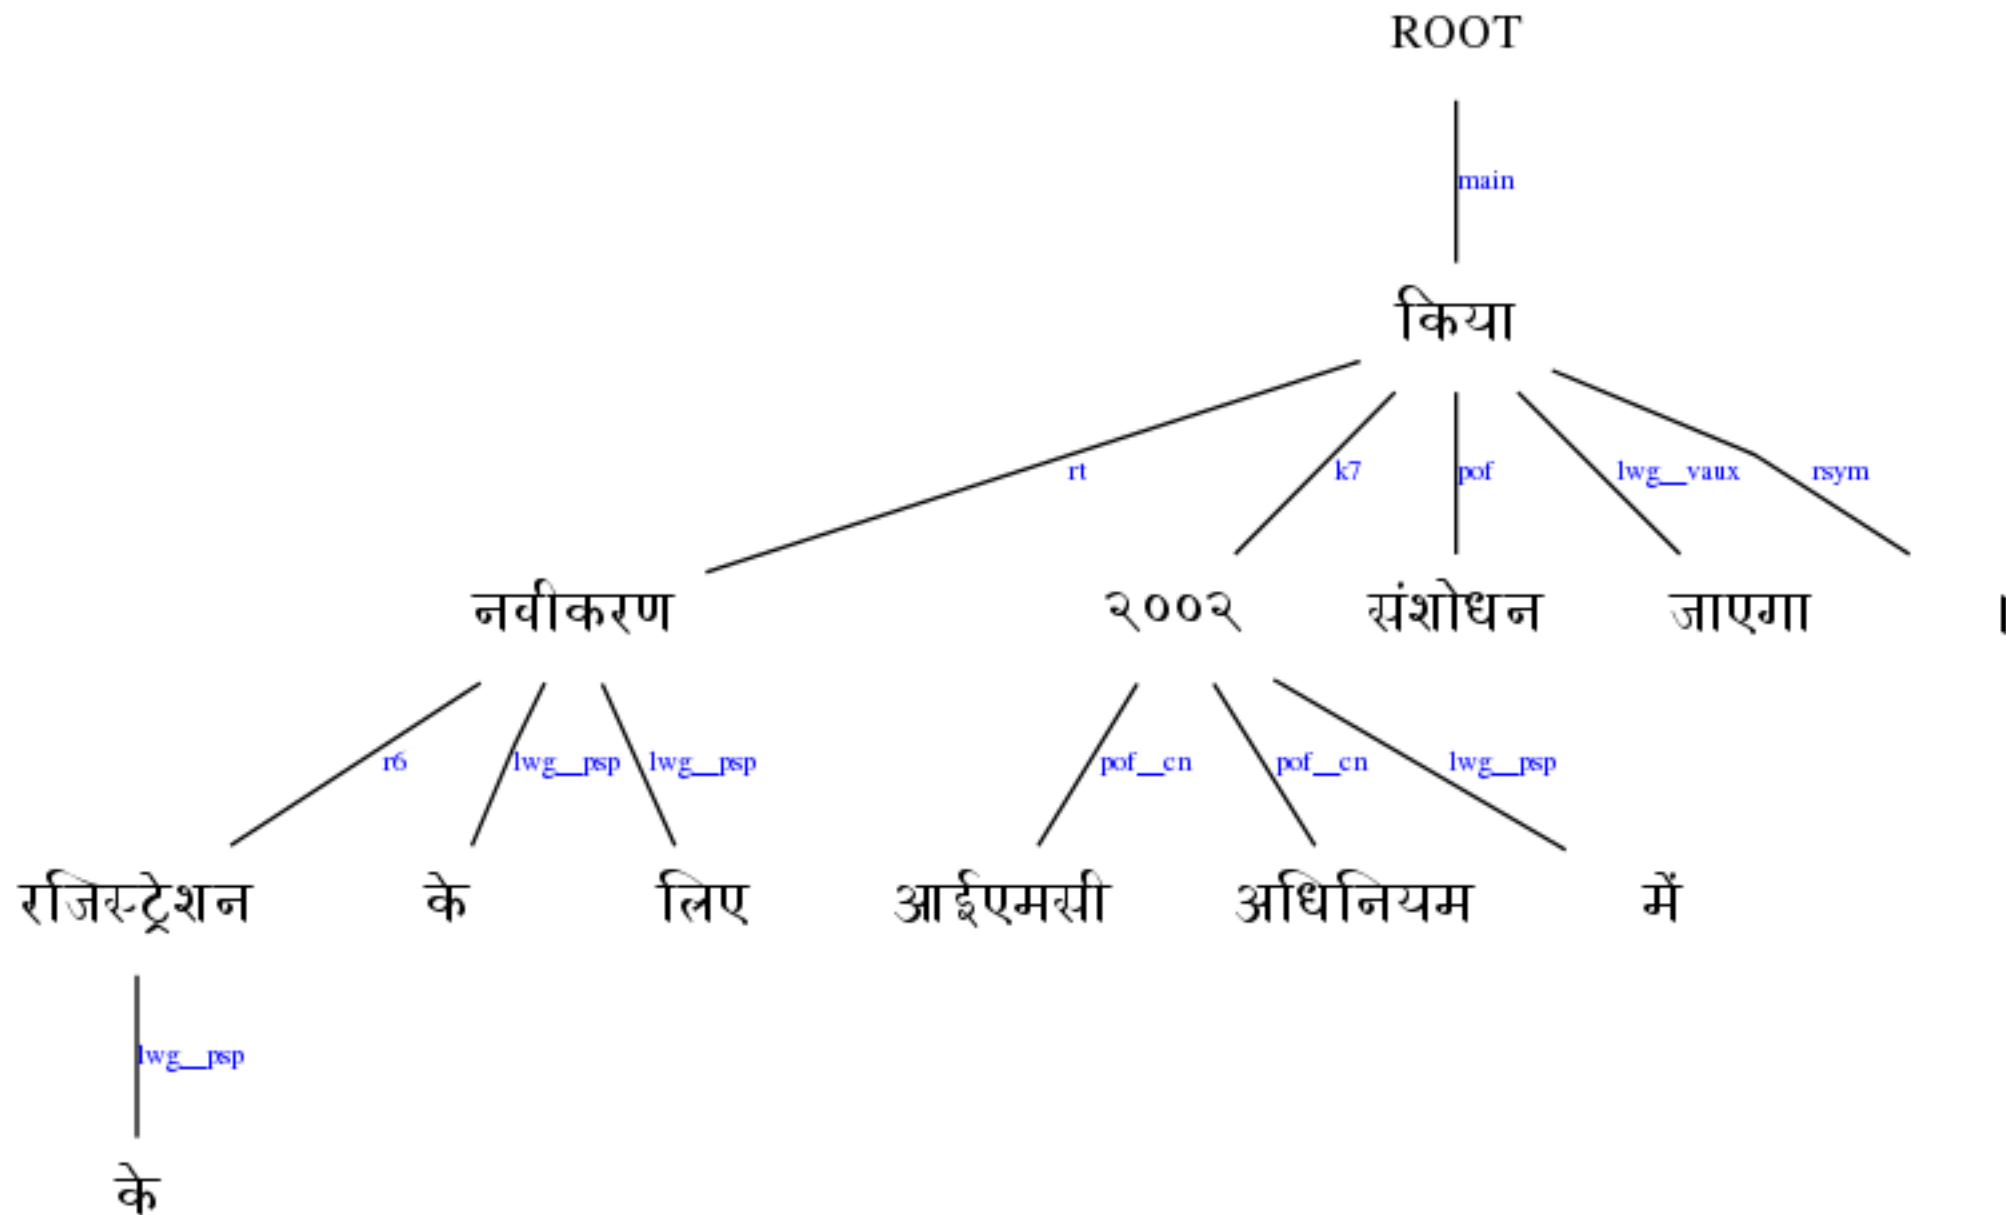 ROOT
main
किया
rt k7 pof lwg__vaux rsym
नवीकरण २००२ संशोधन जाएगा ।
r6 lwg__psp lwg__psp pof__cn pof__cn lwg__psp
रजिस्ट्रेशन के लिए आईएमसी अधिनियम में
lwg__psp
के